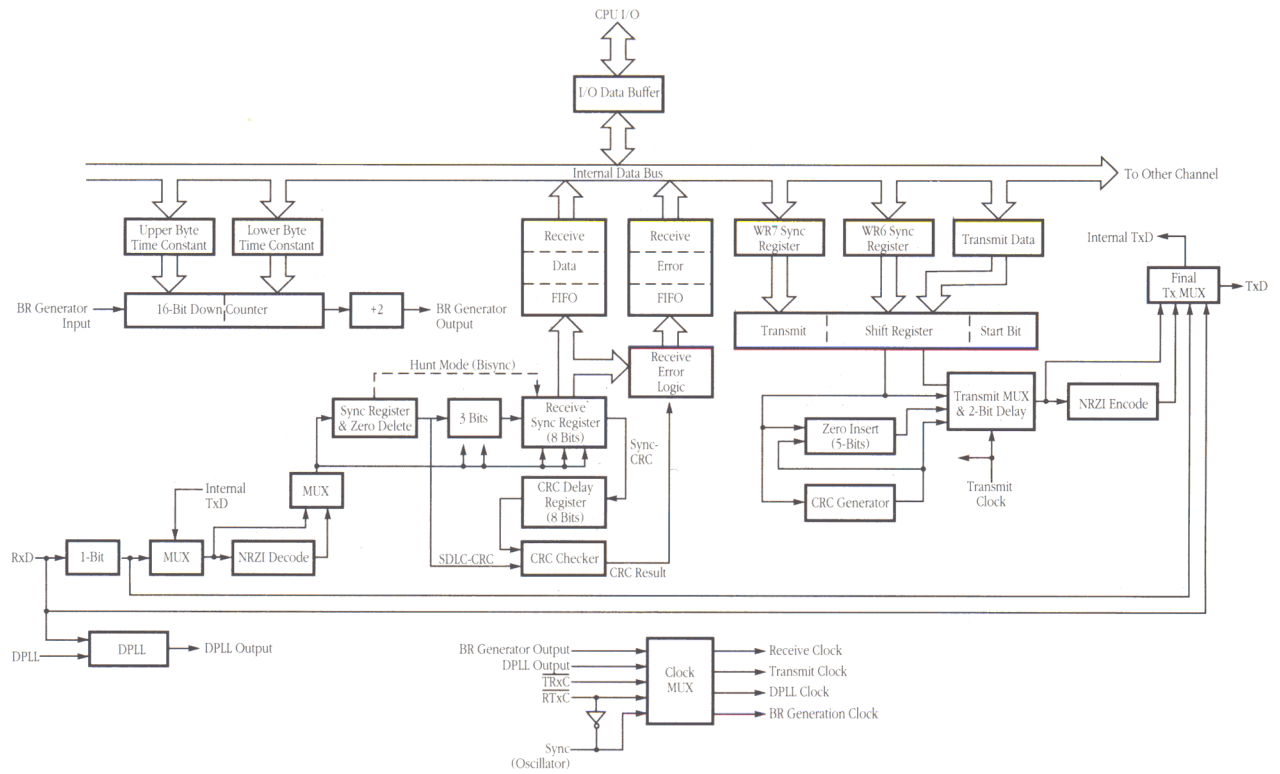 CPU I/O
I/O Data Buffer
Internal Data Bus
To Other Channel
Upper Byte
Time Constant
Lower Byte
Time Constant
Receive
Data
FIFO
Receive
Error
FIFO
WR7 Sync
Register
WR6 Sync
Register
Transmit Data
Internal TxD
Final
Tx MUX
TxD
BR Generator
Input
16-Bit Down Counter
+2
BR Generator
Output
Transmit
Shift Register
Start Bit
Hunt Mode (Bisync)
Receive
Error
Logic
Sync Register
& Zero Delete
3 Bits
Receive
Sync Register
(8 Bits)
Sync-
CRC
Transmit MUX
& 2-Bit Delay
NRZI Encode
Zero Insert
(5-Bits)
Internal
TxD
MUX
CRC Delay
Register
(8 Bits)
CRC Generator
Transmit
Clock
RxD
1-Bit
MUX
NRZI Decode
SDLC-CRC
CRC Checker
CRC Result
DPLL
DPLL
DPLL Output
BR Generator Output
DPLL Output
TRxC
RTxC
Sync
(Oscillator)
Clock
MUX
Receive Clock
Transmit Clock
DPLL Clock
BR Generation Clock